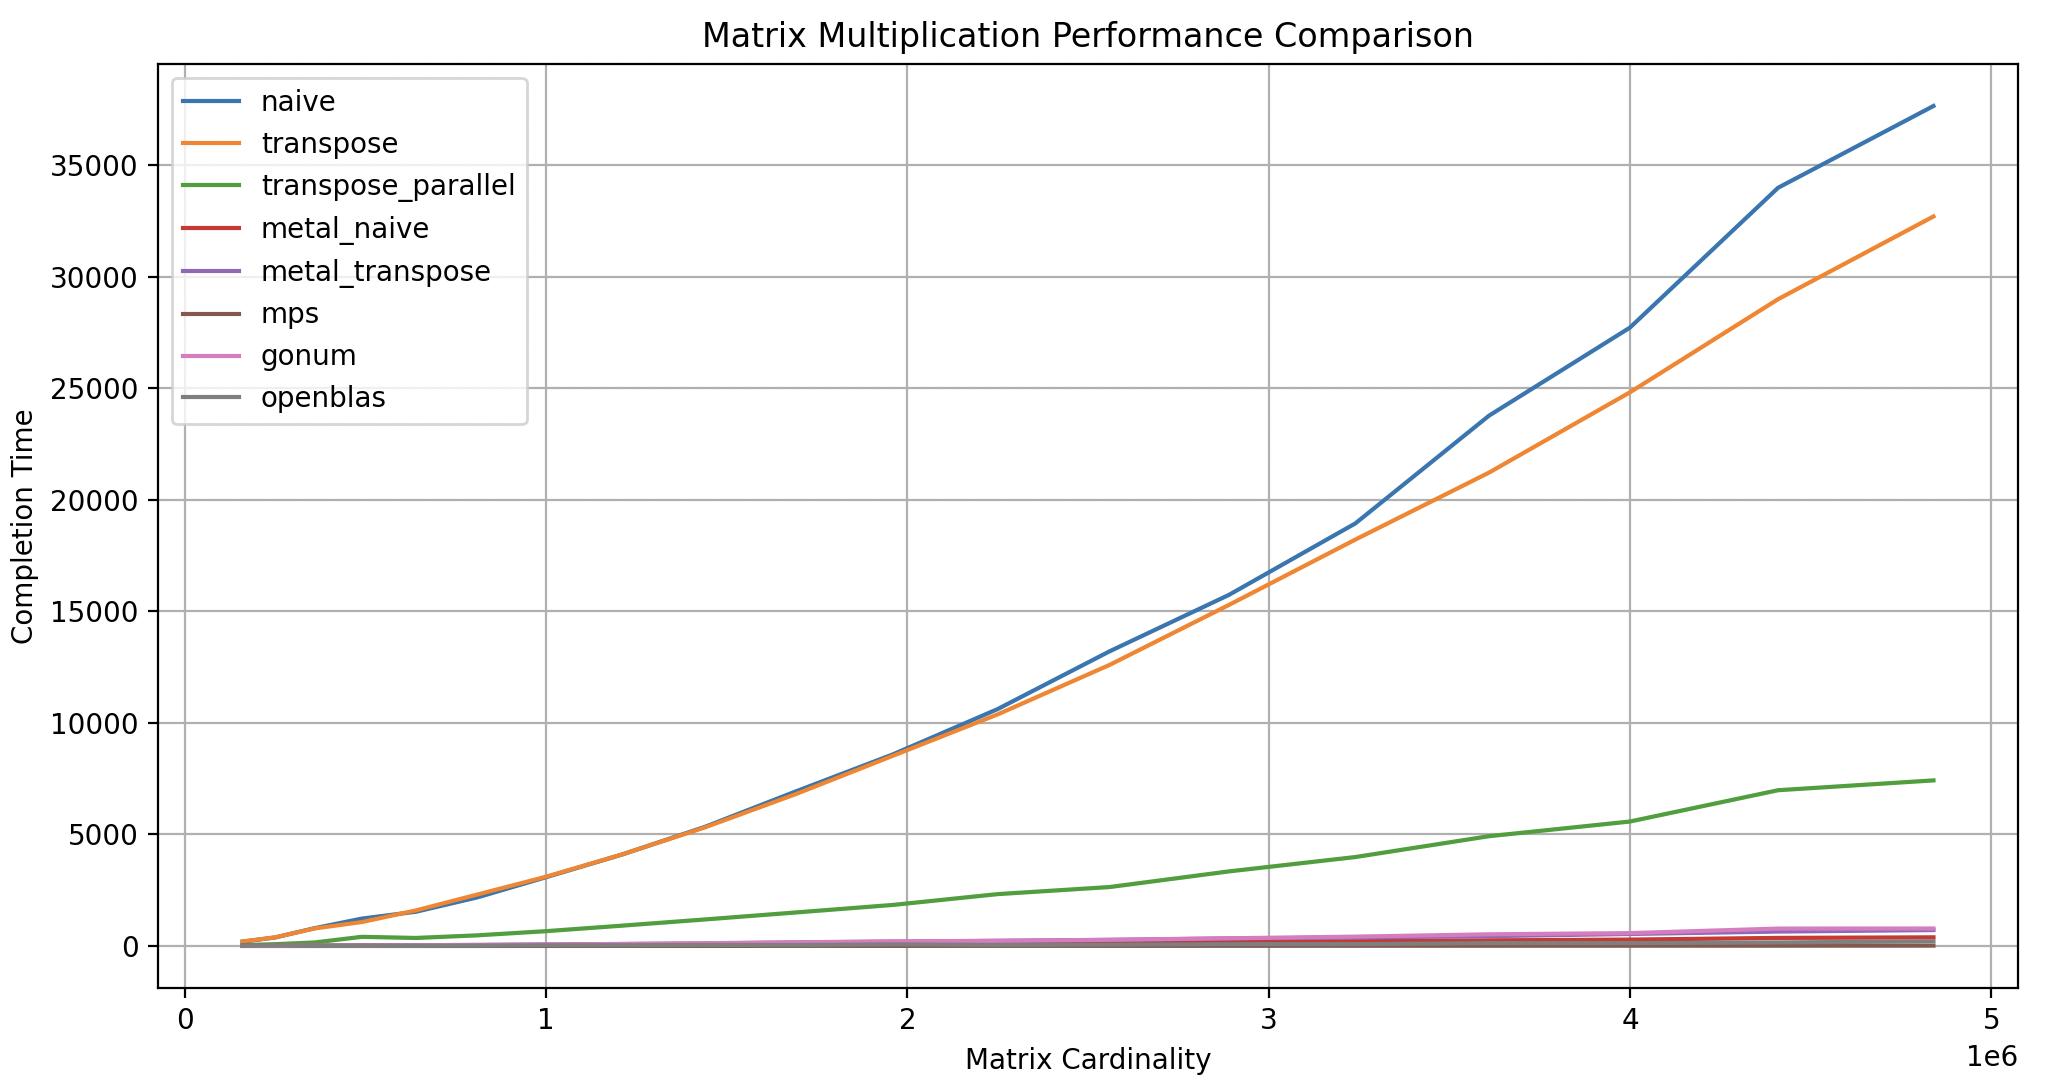 Matrix Multiplication Performance Comparison
naive
transpose
transpose_parallel
metal_naive
metal_transpose
mps
gonum
openblas
Completion Time
35000
30000
25000
20000
15000
10000
5000
0
0 1 2 3 4 5
1e6
Matrix Cardinality